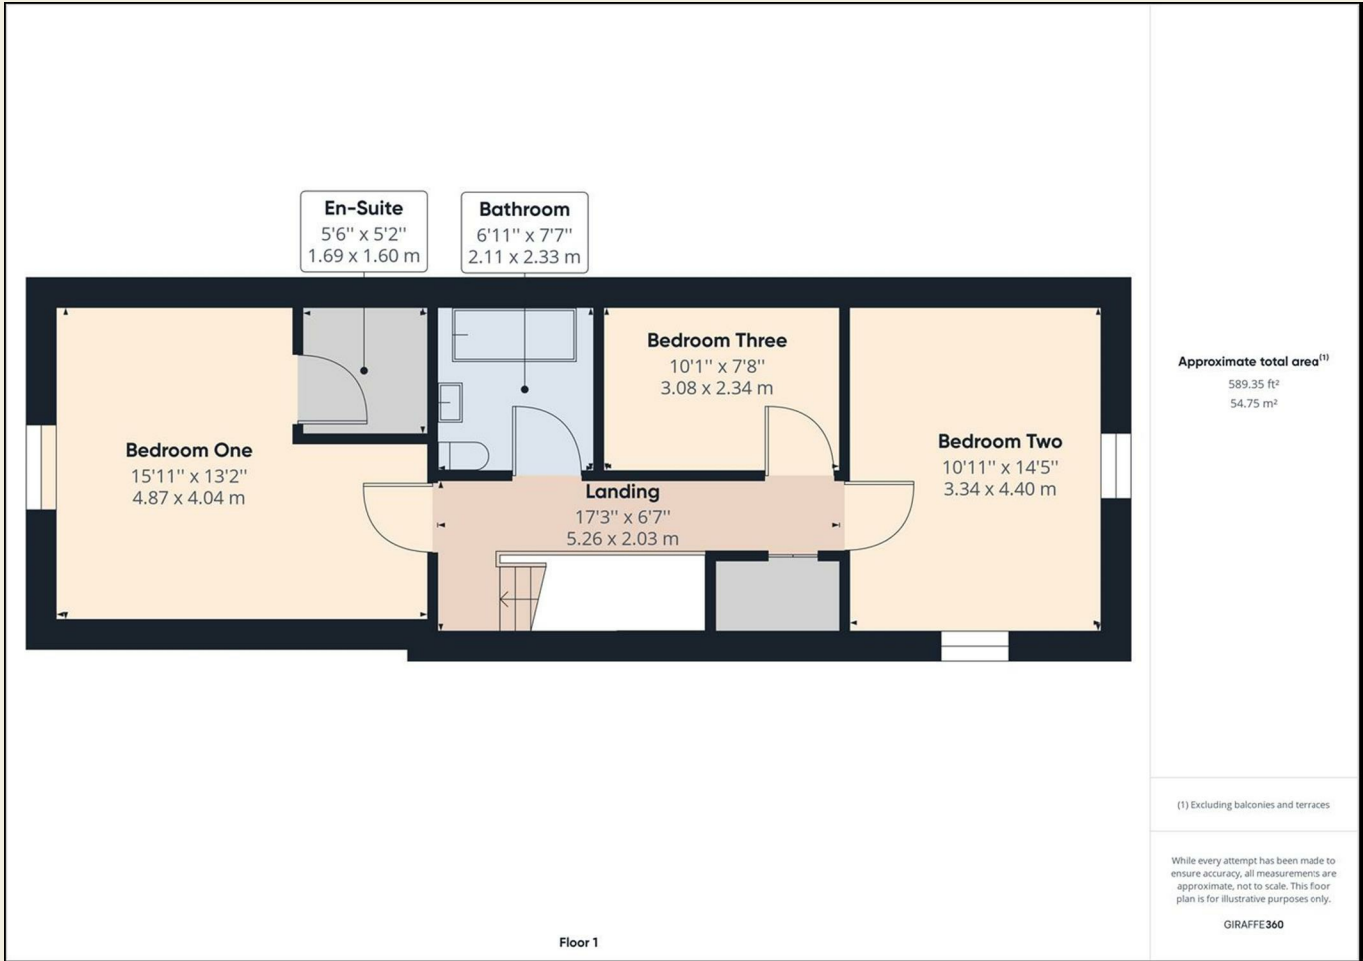 En-Suite
5'6'' x 5'2''
1.69 x 1.60 m
Bathroom
6'11'' x 7'7''
2.11 x 2.33 m
Bedroom Three
10'1'' x 7'8''
3.08 x 2.34 m
Bedroom One
15'11'' x 13'2''
4.87 x 4.04 m
Bedroom Two
10'11'' x 14'5''
3.34 x 4.40 m
Landing
17'3'' x 6'7''
5.26 x 2.03 m
Floor 1
Approximate total area(1)
589.35 ft²
54.75 m²
(1) Excluding balconies and terraces
While every attempt has been made to
ensure accuracy, all measurements are
approximate, not to scale. This floor
plan is for illustrative purposes only.
GIRAFFE360